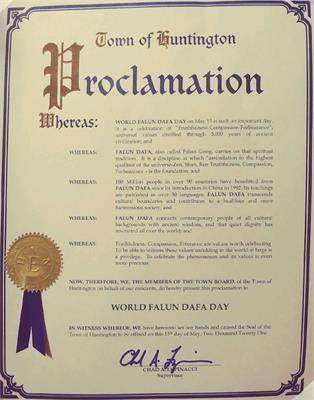 Town of Huntington
Proclamation
Whereas: WORLD FALUN DAFA DAY on May 13 is such an important day.
It is a celebration of "Truthfulness-Compassion-Forbearance",
universal values distilled through 5,000 years of ancient
civilization; and
WHEREAS: FALUN DAFA, also called Falun Gong, carries on that spiritual
tradition. It is a discipline in which "assimilation to the highest
qualities of the universe-Zen, Shan, Ren Truthfulness, Compassion,
Forbearance - is the foundation; and
WHEREAS: 100 Million people in over 90 countries have benefitted from
FALUN DAFA since its introduction in China in 1992. Its teachings
are published in over 30 languages. FALUN DAFA transcends
cultural boundaries and contributes to a healthier and more
harmonious society; and
WHEREAS: FALUN DAFA connects contemporary people of all cultural
backgrounds with ancient wisdom, and that quiet dignity has
resonated all over the world; and
WHEREAS: Truthfulness, Compassion, Tolerance are values worth celebrating.
To be able to witness these values unfolding in the world at large is
a privilege. To celebrate the phenomenon and its values is even
more precious.
NOW, THEREFORE, WE, THE MEMBERS OF THE TOWN BOARD, of the Town of
Huntington on behalf of our residents, do hereby present this proclamation to
WORLD FALUN DAFA DAY
IN WITNESS WHEREOF, WE have hereunto set our hands and caused the Seal of the
Town of Huntington to be affixed on this 13th day of May, Two Thousand Twenty One
CHAD A. LUPINACCI
Supervisor